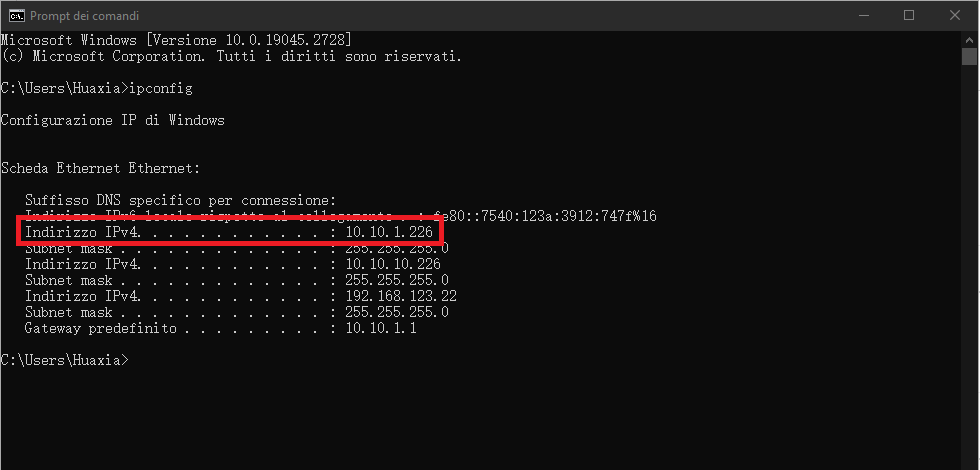 Prompt dei comandi
Microsoft Windows [Versione 10.0.19045.2728]
(c) Microsoft Corporation. Tutti i diritti sono riservati.
C:\Users\Huaxia>ipconfig
Configurazione IP di Windows
Scheda Ethernet Ethernet:
Suffisso DNS specifico per connessione:
Indirizzo IPv6 locale rispetto al collegamento . : fe80::7540:123a:3912:747f%16
Indirizzo IPv4. . . . . . . . . . . . : 10.10.1.226
Subnet mask . . . . . . . . . . . . . : 255.255.255.0
Indirizzo IPv4. . . . . . . . . . . . : 10.10.10.226
Subnet mask . . . . . . . . . . . . . : 255.255.255.0
Indirizzo IPv4. . . . . . . . . . . . : 192.168.123.22
Subnet mask . . . . . . . . . . . . . : 255.255.255.0
Gateway predefinito . . . . . . . . . : 10.10.1.1
C:\Users\Huaxia>